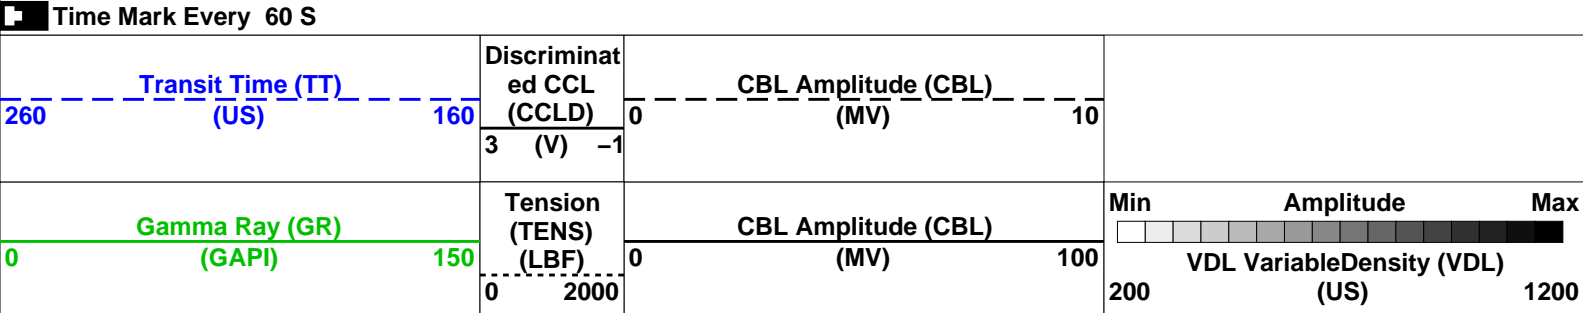 Time Mark Every 60 S
Transit Time (TT)
260 (US) 160
Discriminat
ed CCL
(CCLD)
3 (V) –1
CBL Amplitude (CBL)
0 (MV) 10
Gamma Ray (GR)
0 (GAPI) 150
Tension
(TENS)
(LBF)
0 2000
CBL Amplitude (CBL)
0 (MV) 100
Min Amplitude Max
VDL VariableDensity (VDL)
200 (US) 1200